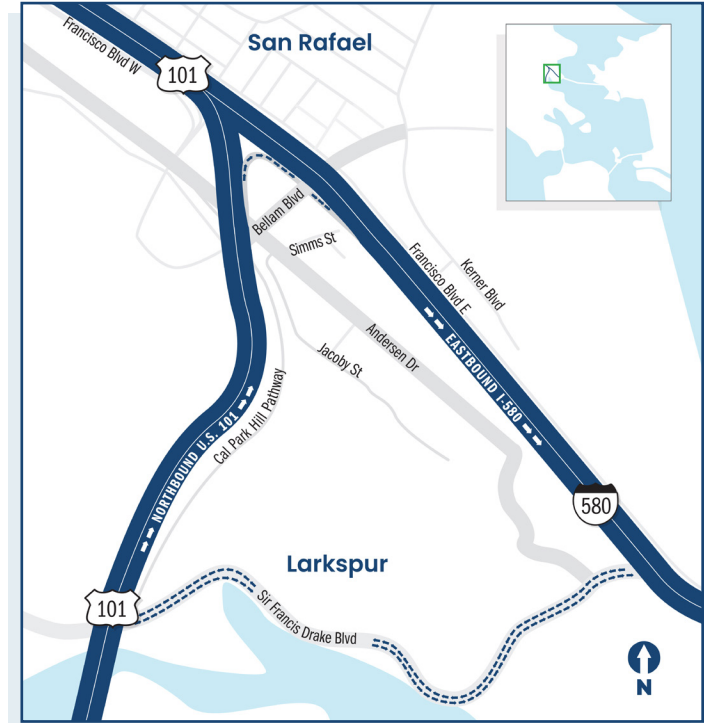 San Rafael
Francisco Blvd W
101
Bellam Blvd
Simms St
Kerner Blvd
Francisco Blvd E
EASTBOUND I-580
Andersen Dr
Jacoby St
Cal Park Hill Pathway
NORTHBOUND U.S. 101
580
Larkspur
101
Sir Francis Drake Blvd
N